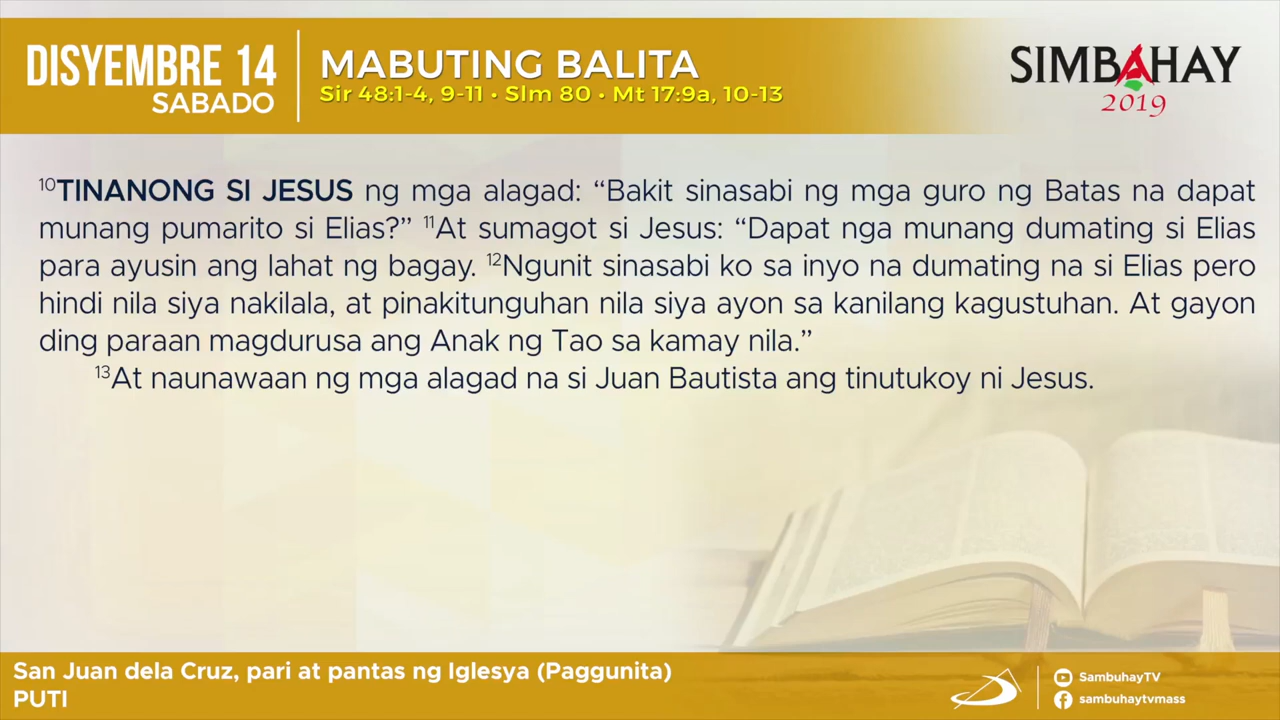 DISYEMBRE 14
SABADO
MABUTING BALITA
Sir 48:1-4, 9-11 • Slm 80 • Mt 17:9a, 10-13
SIMBAHAY
2019
¹⁰TINANONG SI JESUS ng mga alagad: “Bakit sinasabi ng mga guro ng Batas na dapat
munang pumarito si Elias?” ¹¹At sumagot si Jesus: “Dapat nga munang dumating si Elias
para ayusin ang lahat ng bagay. ¹²Ngunit sinasabi ko sa inyo na dumating na si Elias pero
hindi nila siya nakilala, at pinakitunguhan nila siya ayon sa kanilang kagustuhan. At gayon
ding paraan magdurusa ang Anak ng Tao sa kamay nila.”
¹³At naunawaan ng mga alagad na si Juan Bautista ang tinutukoy ni Jesus.
San Juan dela Cruz, pari at pantas ng Iglesya (Paggunita)
PUTI
SambuhayTV
sambuhaytvmass